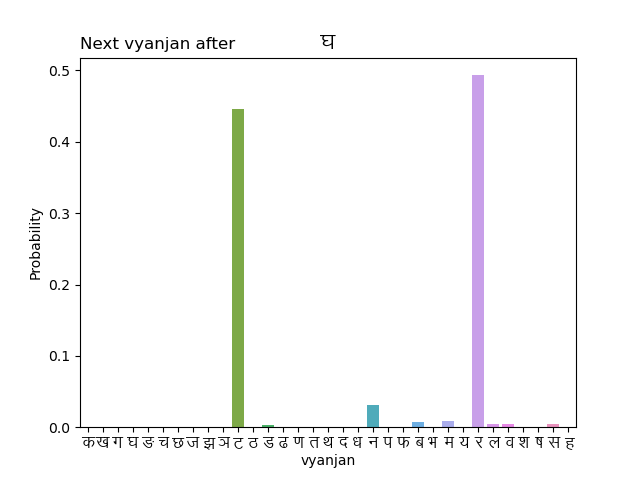 Next vyanjan after घ
0.5
0.4
0.3
0.2
0.1
0.0
Probability
क ख ग घ ङ च छ ज झ ञ ट ठ ड ढ ण त थ द ध न प फ ब भ म य र ल व श ष स ह
vyanjan